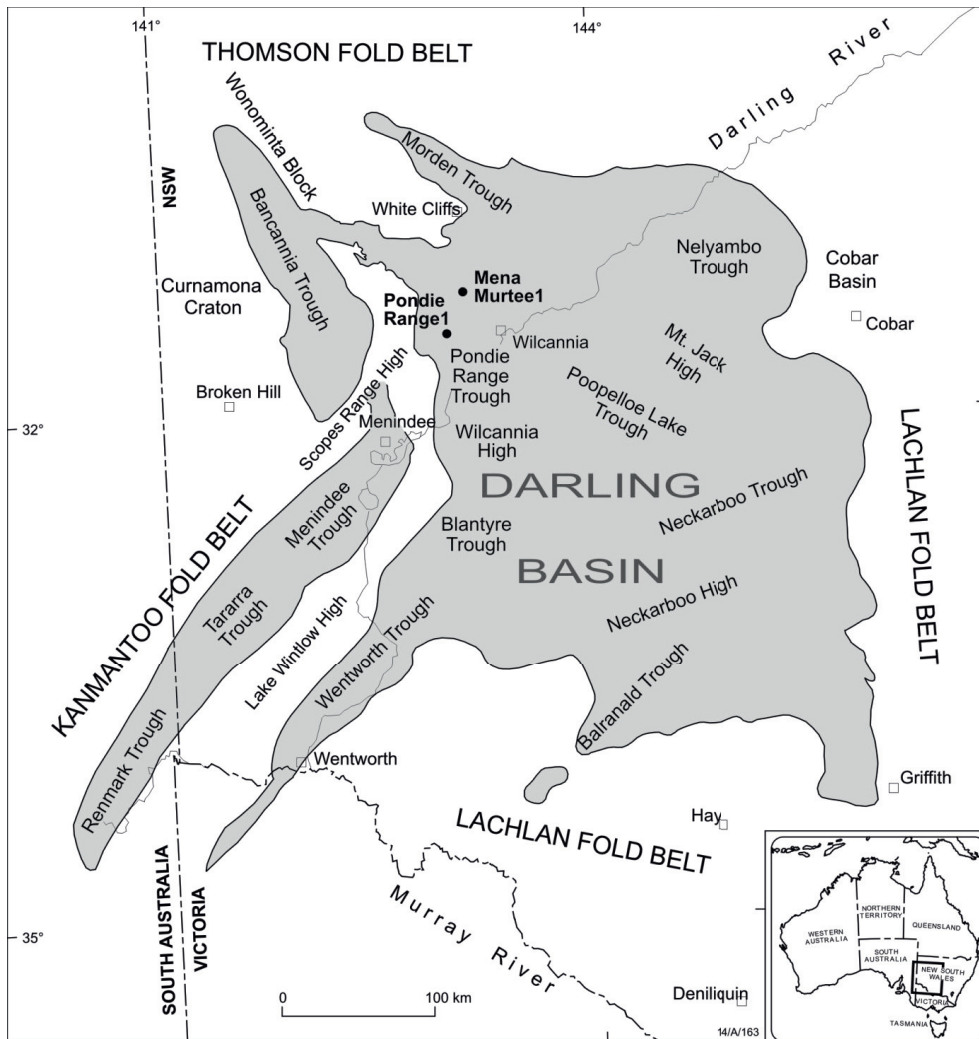 141°
144°
THOMSON FOLD BELT
Darling River
Wonominta Block
Morden Trough
NSW
White Cliffs
Bancannia Trough
Nelyambo
Trough
Cobar
Basin
Curnamona
Craton
Mena
Murtee1
Pondie
Range1
Cobar
Wilcannia
Mt. Jack
High
Pondie
Range
Trough
Poopelloe Lake
Trough
Broken Hill
Scopes Range High
Menindee
32°
Wilcannia
High
LACHLAN FOLD BELT
DARLING
BASIN
Neckarboo Trough
Menindee
Trough
Blantyre
Trough
KANMANTOO FOLD BELT
Tararra
Trough
Neckarboo High
Lake Wintlow High
Wentworth Trough
Balranald Trough
Renmark Trough
Wentworth
Griffith
Hay
LACHLAN FOLD BELT
Murray River
SOUTH AUSTRALIA
VICTORIA
35°
0 100 km
Deniliquin
14/A/163
NORTHERN
TERRITORY
WESTERN
AUSTRALIA
QUEENSLAND
SOUTH
AUSTRALIA
NEW SOUTH
WALES
VICTORIA
TASMANIA